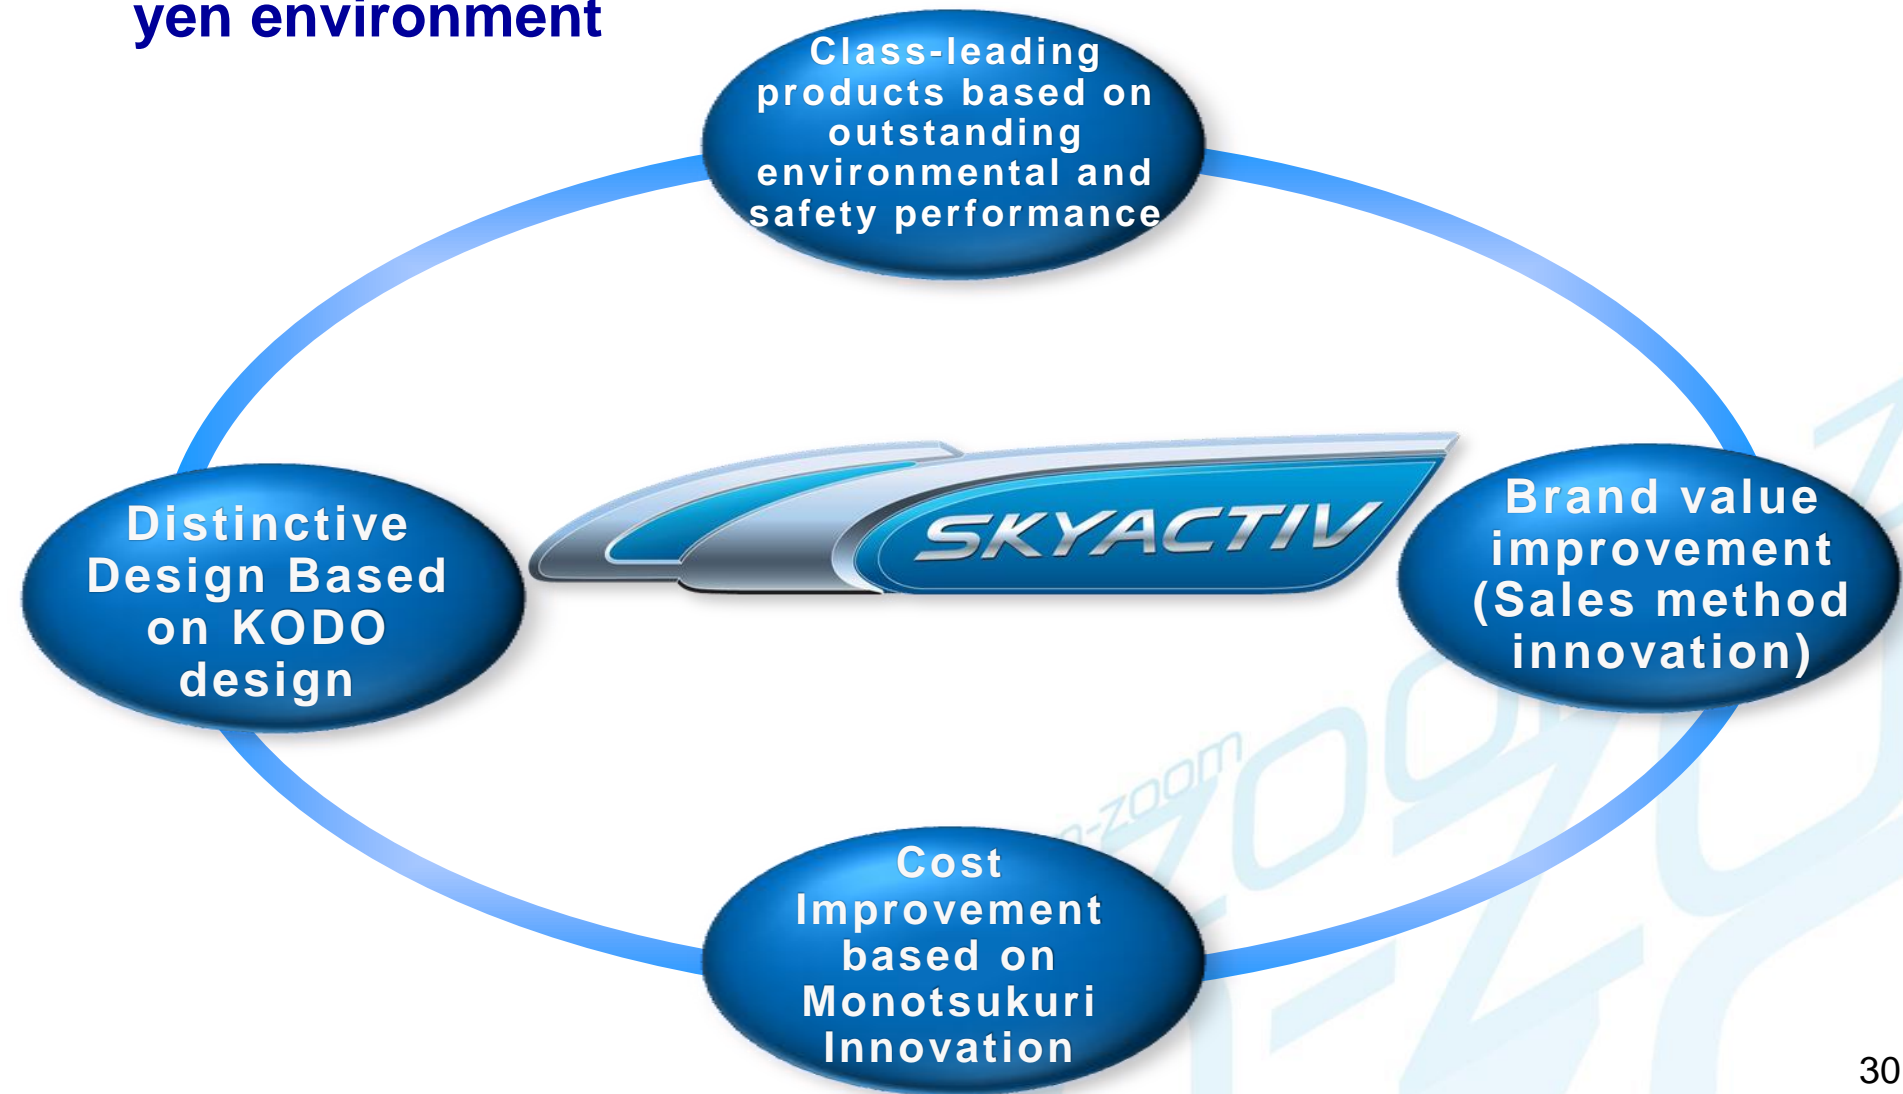 yen environment
Class-leading
products based on
outstanding
environmental and
safety performance
Distinctive
Design Based
on KODO
design
SKYACTIV
Brand value
improvement
(Sales method
innovation)
Cost
Improvement
based on
Monotsukuri
Innovation
30